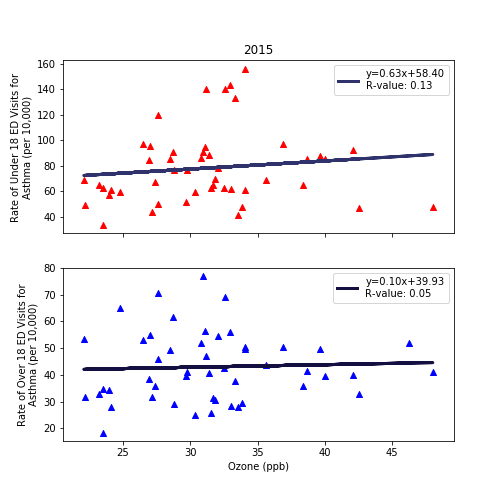 2015
160
140
120
100
80
60
40
Rate of Under 18 ED Visits for
Asthma (per 10,000)
y=0.63x+58.40
R-value: 0.13
80
70
60
50
40
30
20
Rate of Over 18 ED Visits for
Asthma (per 10,000)
y=0.10x+39.93
R-value: 0.05
25
30
35
40
45
Ozone (ppb)